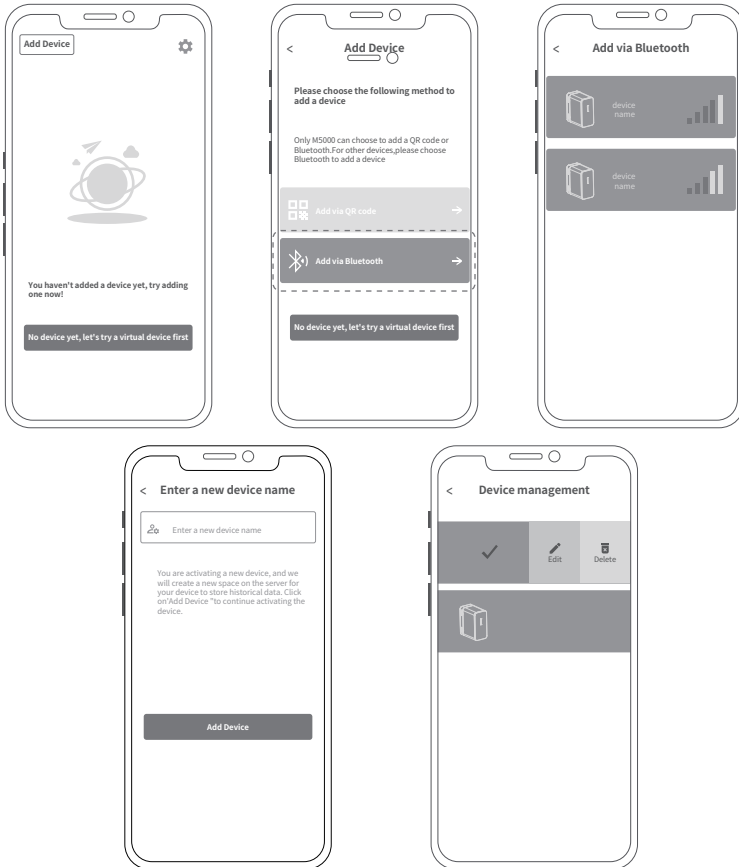 Add Device
You haven't added a device yet, try adding
one now!
No device yet, let's try a virtual device first
< Add Device
Please choose the following method to
add a device
Only M5000 can choose to add a QR code or
Bluetooth.For other devices,please choose
Bluetooth to add a device
Add via QR code
Add via Bluetooth
No device yet, let's try a virtual device first
< Add via Bluetooth
device
name
device
name
< Enter a new device name
Enter a new device name
You are activating a new device, and we
will create a new space on the server for
your device to store historical data. Click
on'Add Device "to continue activating the
device.
Add Device
< Device management
Edit
Delete